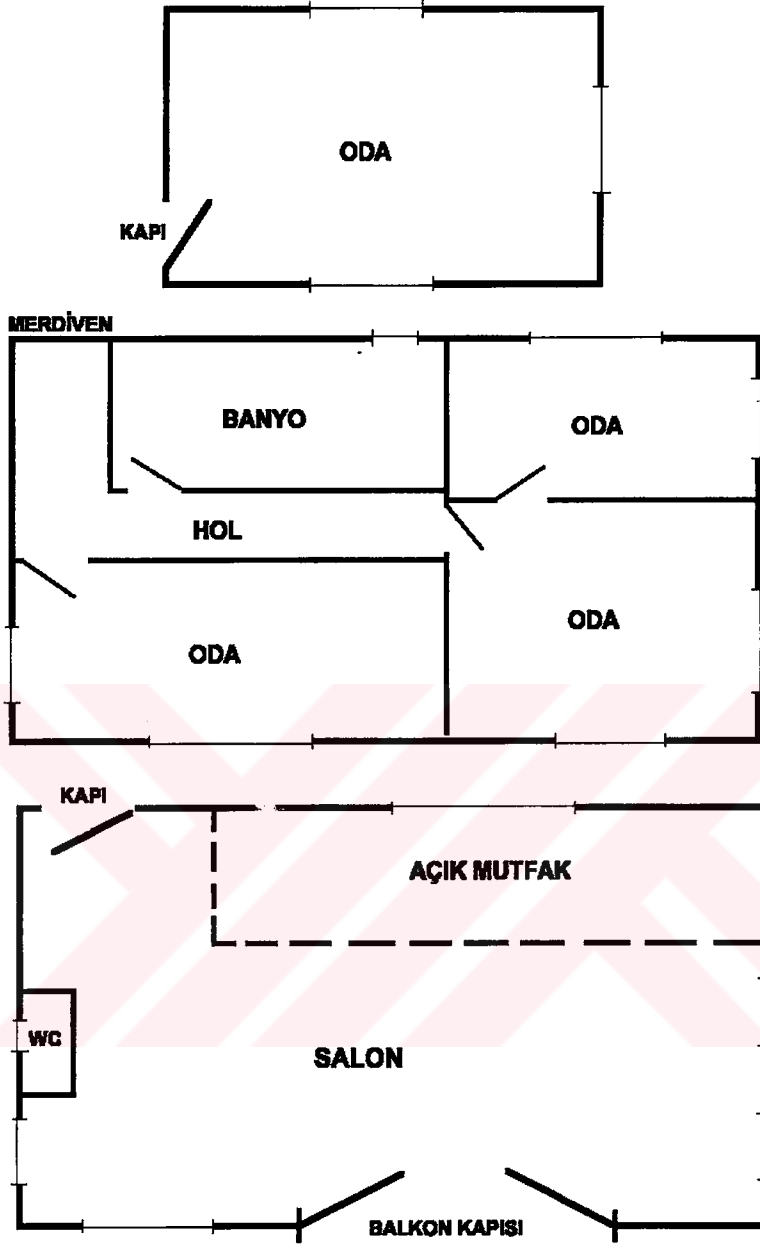 ODA
KAPI
MERDİVEN
BANYO
ODA
HOL
ODA
ODA
KAPI
AÇIK MUTFAK
WC
SALON
BALKON KAPISI